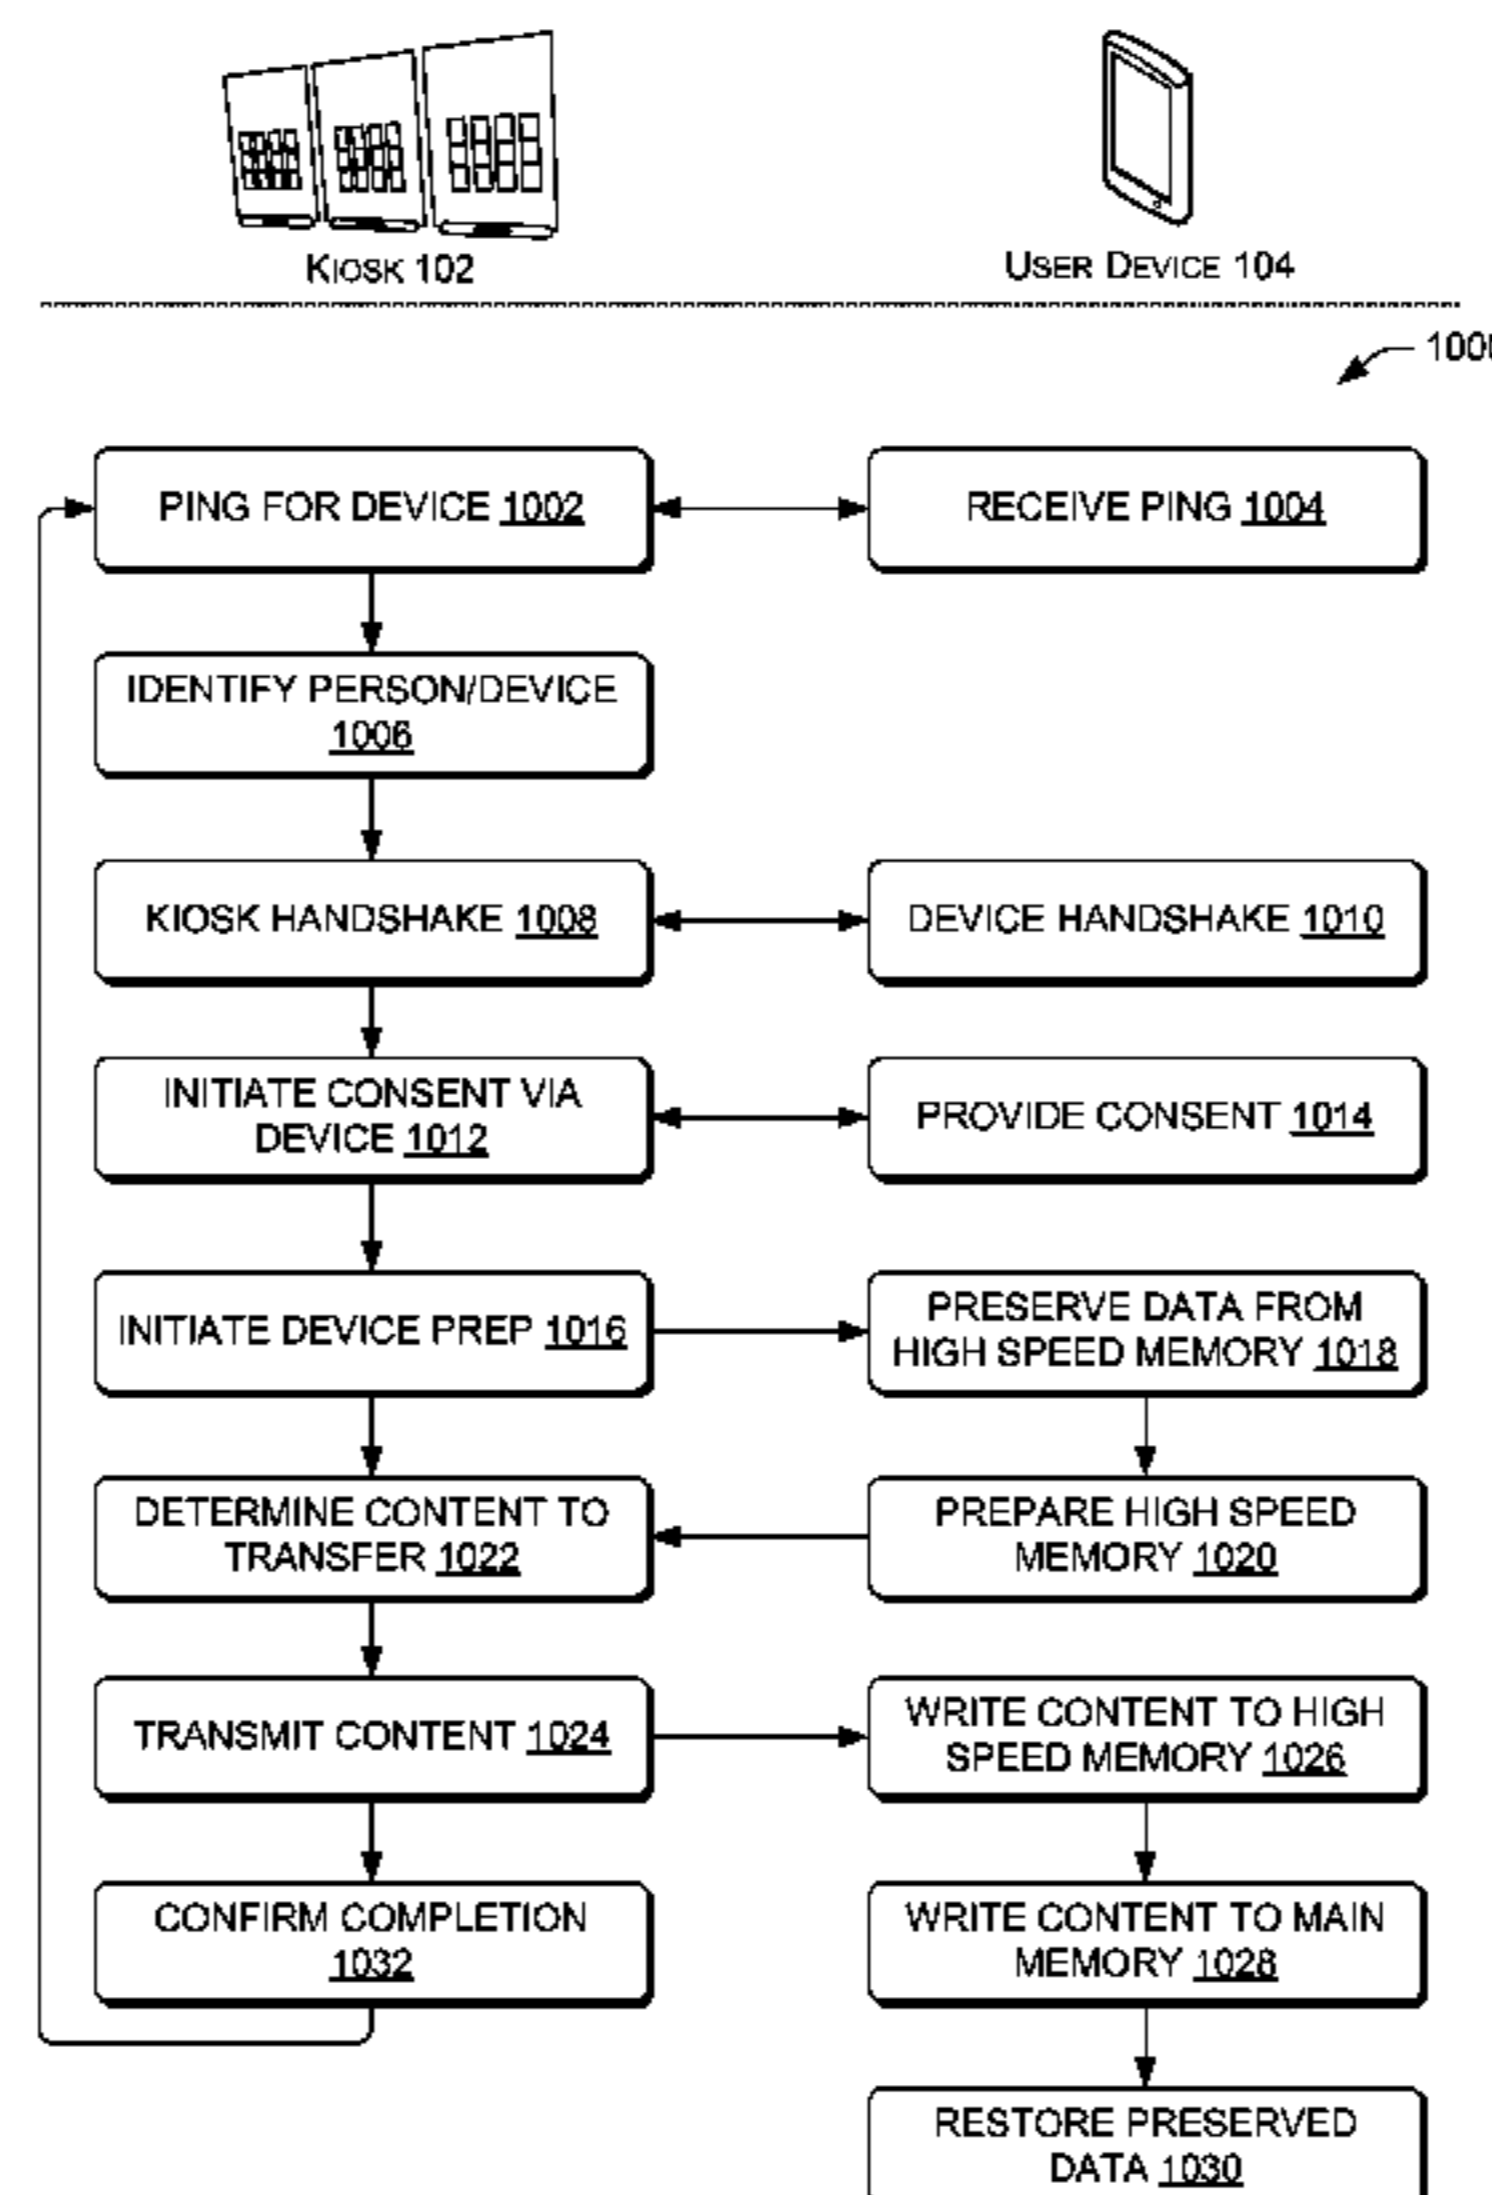 KIOSK 102
USER DEVICE 104
PING FOR DEVICE 1002
RECEIVE PING 1004
IDENTIFY PERSON/DEVICE
1006
KIOSK HANDSHAKE 1008
DEVICE HANDSHAKE 1010
INITIATE CONSENT VIA
DEVICE 1012
PROVIDE CONSENT 1014
INITIATE DEVICE PREP 1016
PRESERVE DATA FROM
HIGH SPEED MEMORY 1018
DETERMINE CONTENT TO
TRANSFER 1022
PREPARE HIGH SPEED
MEMORY 1020
TRANSMIT CONTENT 1024
WRITE CONTENT TO HIGH
SPEED MEMORY 1026
CONFIRM COMPLETION
1032
WRITE CONTENT TO MAIN
MEMORY 1028
RESTORE PRESERVED
DATA 1030